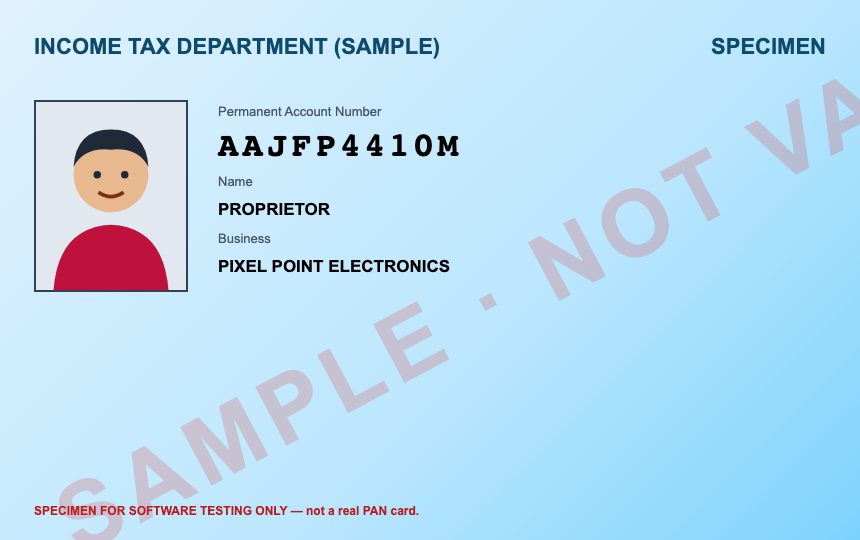 INCOME TAX DEPARTMENT (SAMPLE)
SPECIMEN
Permanent Account Number
AAJFP4410M
Name
PROPRIETOR
Business
PIXEL POINT ELECTRONICS
SAMPLE · NOT VA
SPECIMEN FOR SOFTWARE TESTING ONLY — not a real PAN card.